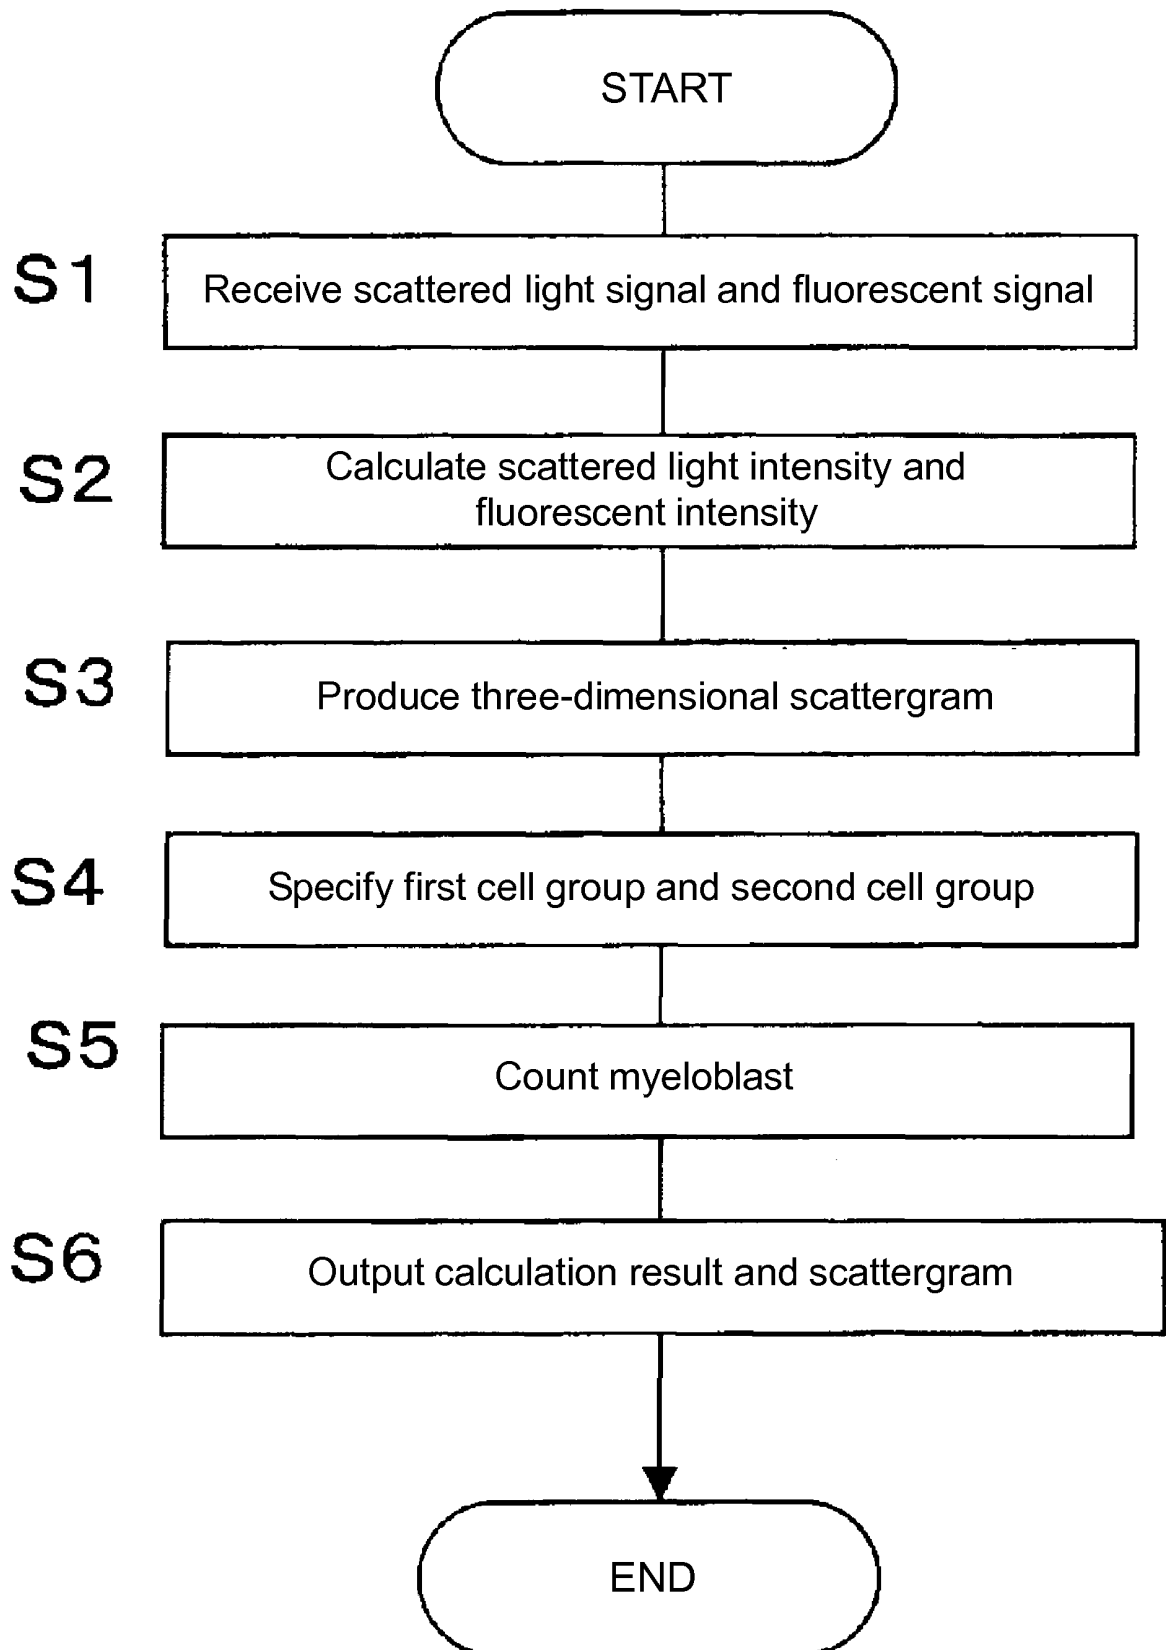 START
S1
Receive scattered light signal and fluorescent signal
S2
Calculate scattered light intensity and
fluorescent intensity
S3
Produce three-dimensional scattergram
S4
Specify first cell group and second cell group
S5
Count myeloblast
S6
Output calculation result and scattergram
END